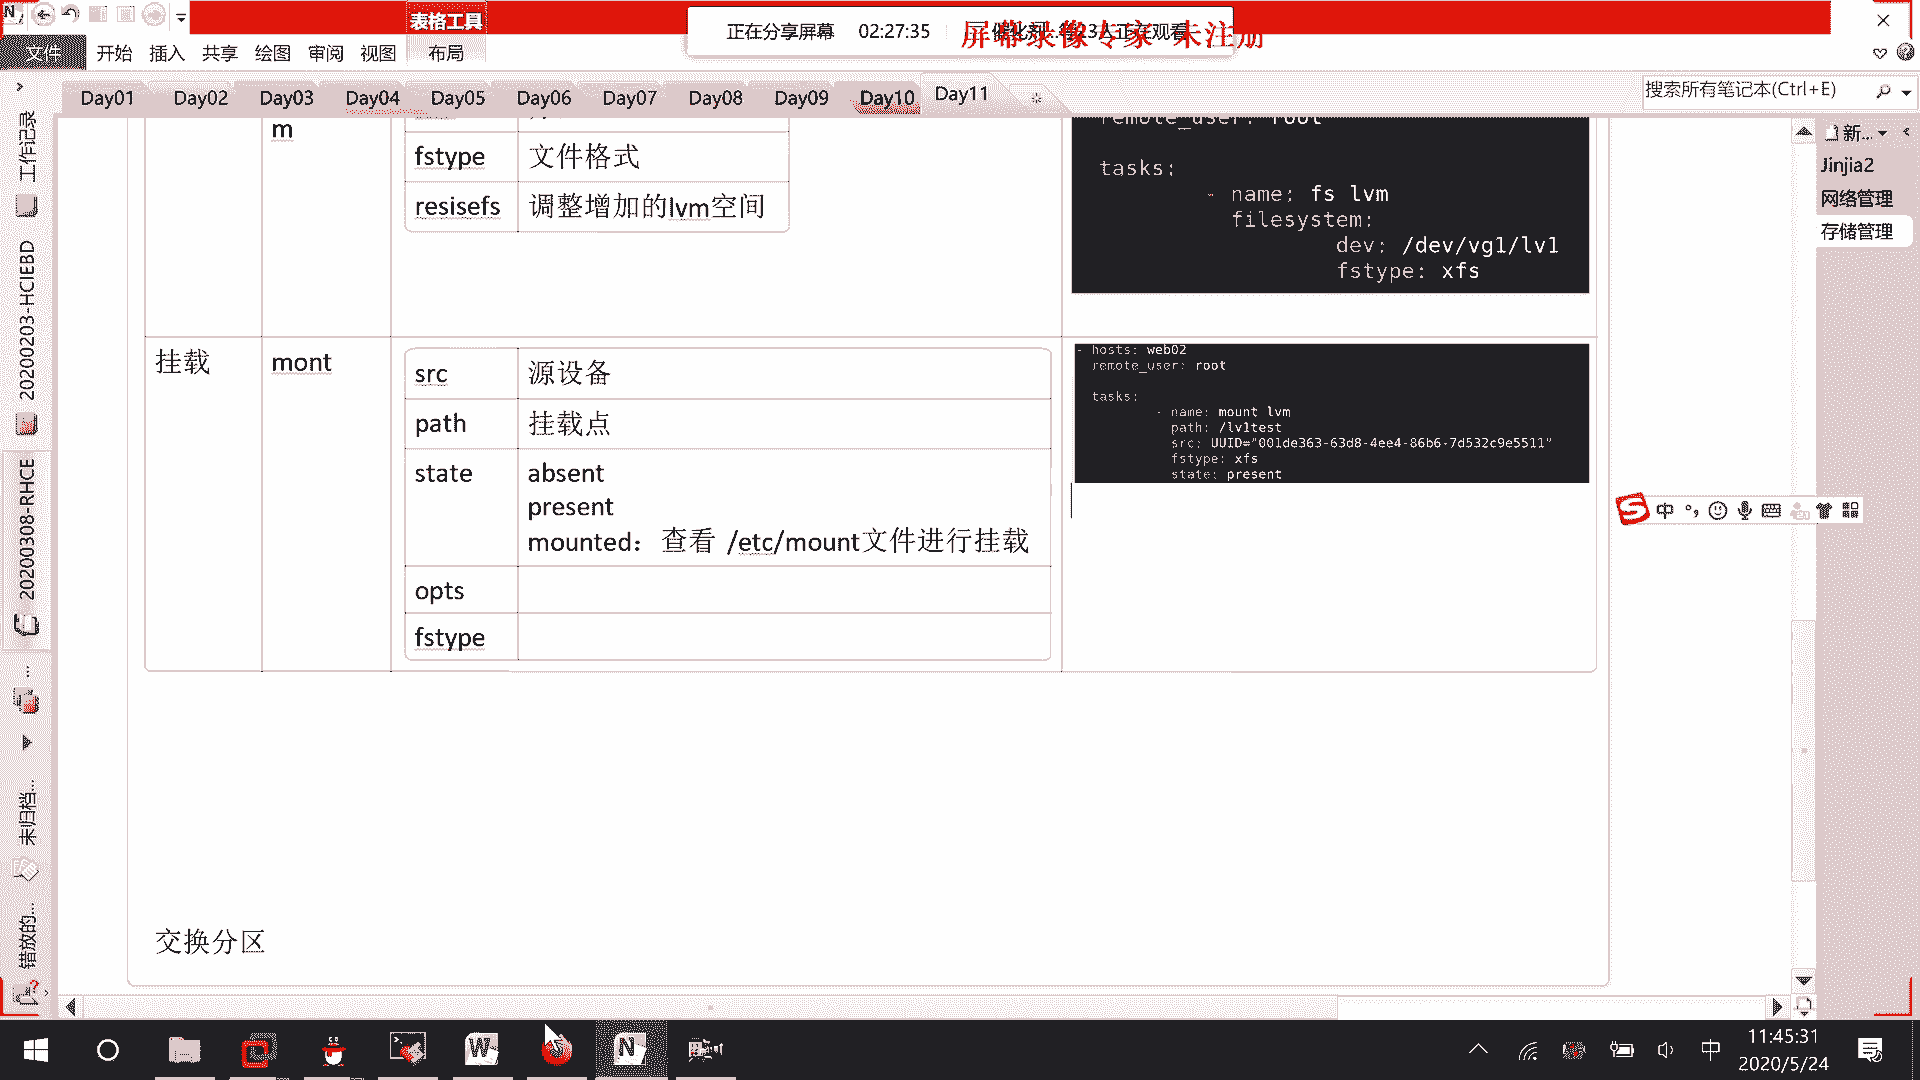 表格工具
正在分享屏幕 02:27:35
屏幕录像专家 未注册
文件 开始 插入 共享 绘图 审阅 视图 布局
Day01 Day02 Day03 Day04 Day05 Day06 Day07 Day08 Day09 Day10 Day11
搜索所有笔记本(Ctrl+E)
工作记录
20200203-HCIEBD
20200308-RHCE
...
未归档...
错放的...
新...
Jinjia2
网络管理
存储管理
m
fstype 文件格式
resisefs 调整增加的lvm空间
remote_user: root
tasks:
- name: fs lvm
filesystem:
dev: /dev/vg1/lv1
fstype: xfs
挂载 mont
src 源设备
path 挂载点
state absent
present
mounted：查看 /etc/mount文件进行挂载
opts
fstype
- hosts: web02
remote_user: root
tasks:
- name: mount lvm
path: /lv1test
src: UUID="001de363-63d8-4ee4-86b6-7d532c9e5511"
fstype: xfs
state: present
中
交换分区
中
11:45:31
2020/5/24